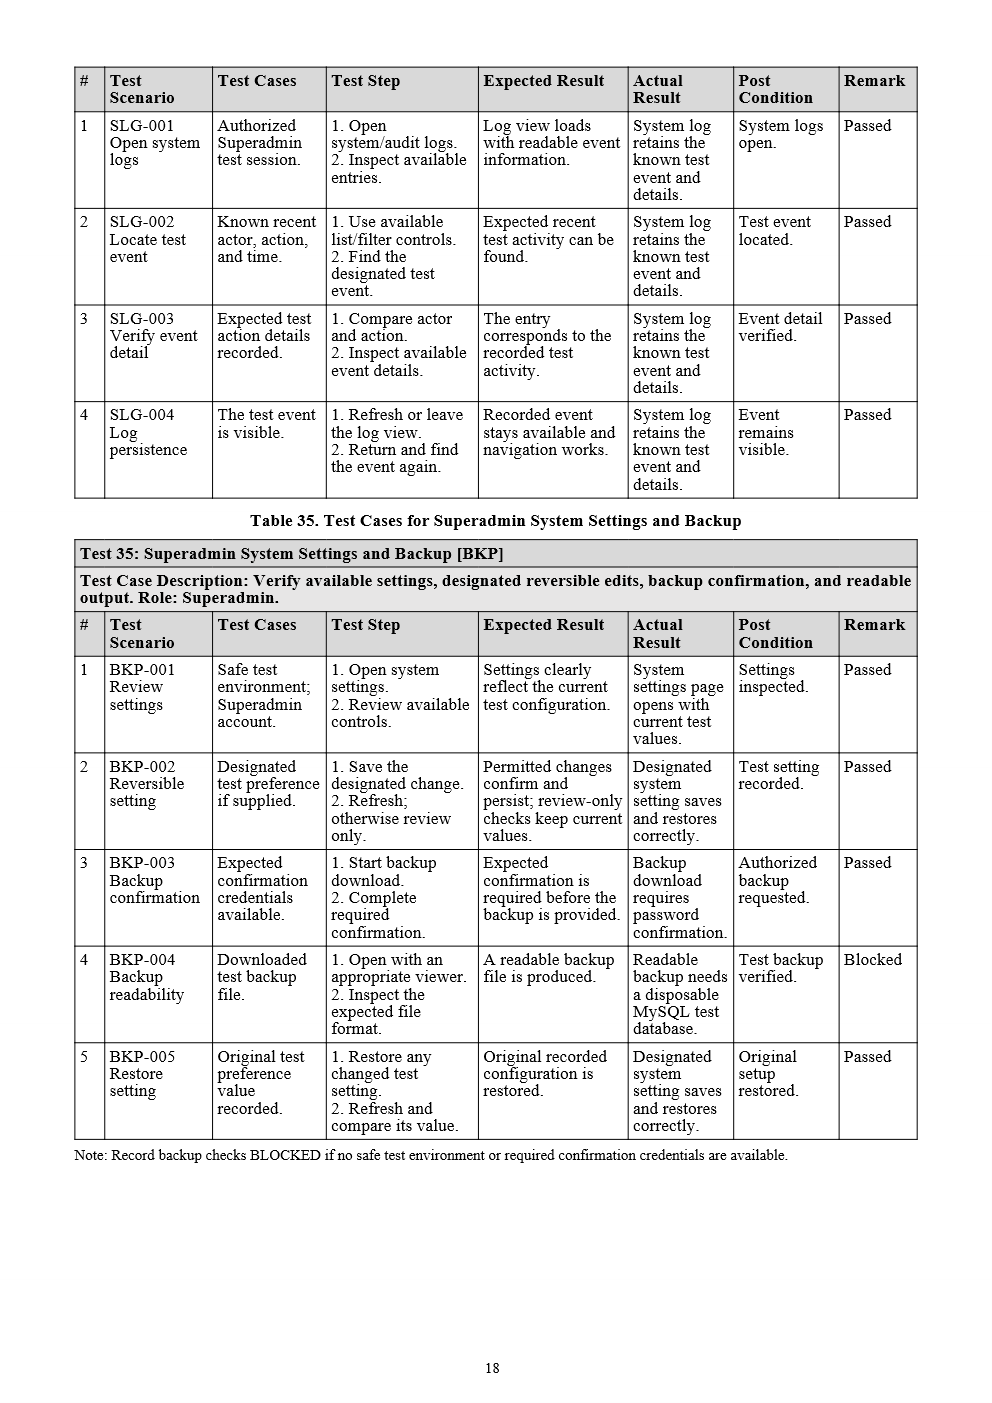 # Test Scenario Test Cases Test Step Expected Result Actual Result Post Condition Remark
1 SLG-001 Open system logs Authorized Superadmin test session. 1. Open system/audit logs. 2. Inspect available entries. Log view loads with readable event information. System log retains the known test event and details. System logs open. Passed
2 SLG-002 Locate test event Known recent actor, action, and time. 1. Use available list/filter controls. 2. Find the designated test event. Expected recent test activity can be found. System log retains the known test event and details. Test event located. Passed
3 SLG-003 Verify event detail Expected test action details recorded. 1. Compare actor and action. 2. Inspect available event details. The entry corresponds to the recorded test activity. System log retains the known test event and details. Event detail verified. Passed
4 SLG-004 Log persistence The test event is visible. 1. Refresh or leave the log view. 2. Return and find the event again. Recorded event stays available and navigation works. System log retains the known test event and details. Event remains visible. Passed
Table 35. Test Cases for Superadmin System Settings and Backup
Test 35: Superadmin System Settings and Backup [BKP]
Test Case Description: Verify available settings, designated reversible edits, backup confirmation, and readable
output. Role: Superadmin.
# Test Scenario Test Cases Test Step Expected Result Actual Result Post Condition Remark
1 BKP-001 Review settings Safe test environment; Superadmin account. 1. Open system settings. 2. Review available controls. Settings clearly reflect the current test configuration. System settings page opens with current test values. Settings inspected. Passed
2 BKP-002 Reversible setting Designated test preference if supplied. 1. Save the designated change. 2. Refresh; otherwise review only. Permitted changes confirm and persist; review-only checks keep current values. Designated system setting saves and restores correctly. Test setting recorded. Passed
3 BKP-003 Backup confirmation Expected confirmation credentials available. 1. Start backup download. 2. Complete required confirmation. Expected confirmation is required before the backup is provided. Backup download requires password confirmation. Authorized backup requested. Passed
4 BKP-004 Backup readability Downloaded test backup file. 1. Open with an appropriate viewer. 2. Inspect the expected file format. A readable backup file is produced. Readable backup needs a disposable MySQL test database. Test backup verified. Blocked
5 BKP-005 Restore setting Original test preference value recorded. 1. Restore any changed test setting. 2. Refresh and compare its value. Original recorded configuration is restored. Designated system setting saves and restores correctly. Original setup restored. Passed
Note: Record backup checks BLOCKED if no safe test environment or required confirmation credentials are available.
18